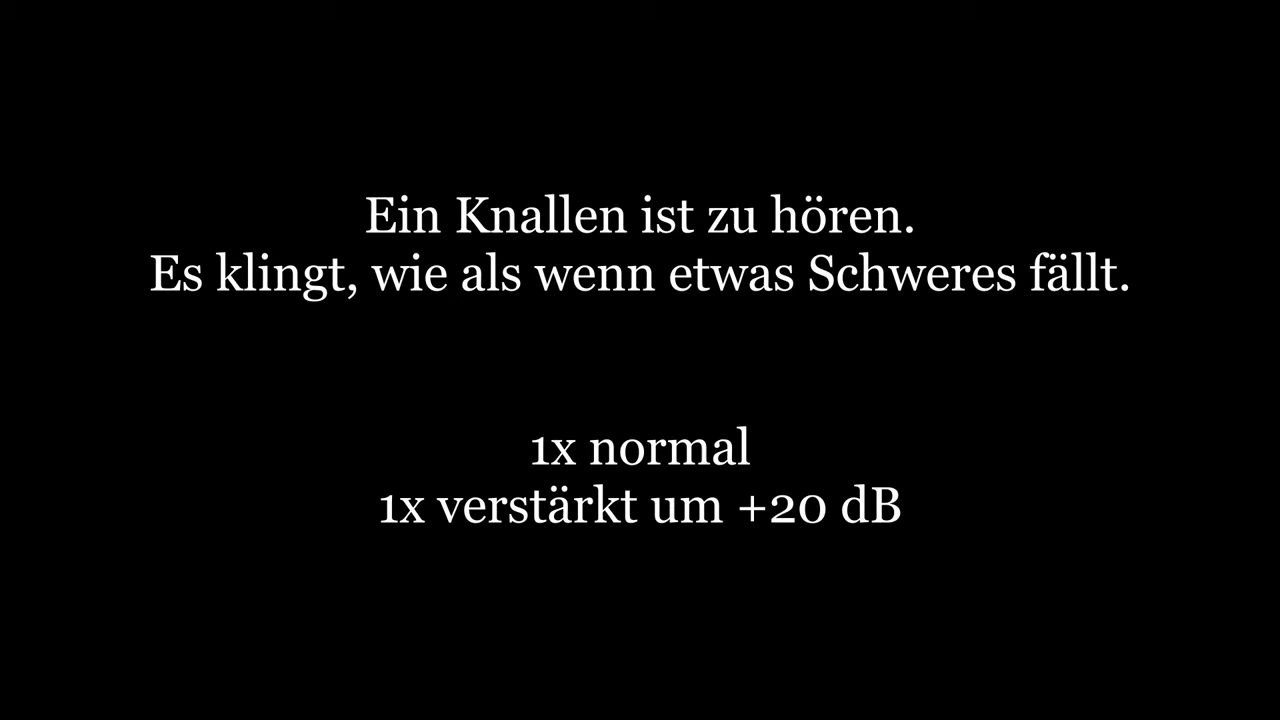 Ein Knallen ist zu hören.
Es klingt, wie als wenn etwas Schweres fällt.
1x normal
1x verstärkt um +20 dB